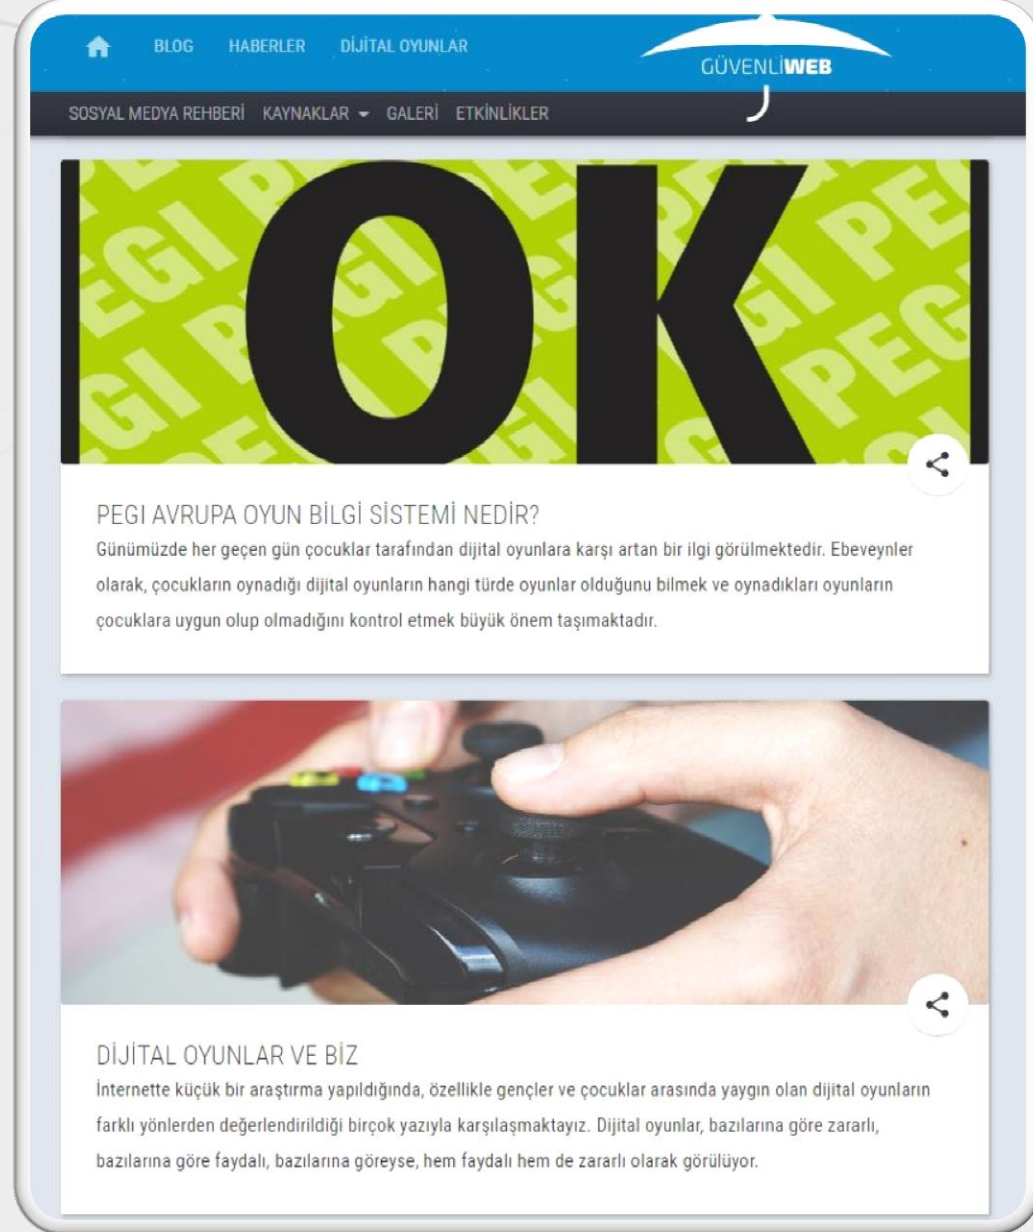 BLOG HABERLER DİJİTAL OYUNLAR
GÜVENLİWEB
SOSYAL MEDYA REHBERİ KAYNAKLAR GALERİ ETKİNLİKLER
OK
PEGI
PEGI AVRUPA OYUN BİLGİ SİSTEMİ NEDİR?
Günümüzde her geçen gün çocuklar tarafından dijital oyunlara karşı artan bir ilgi görülmektedir. Ebeveynler
olarak, çocukların oynadığı dijital oyunların hangi türde oyunlar olduğunu bilmek ve oynadıkları oyunların
çocuklara uygun olup olmadığını kontrol etmek büyük önem taşımaktadır.
DİJİTAL OYUNLAR VE BİZ
İnternette küçük bir araştırma yapıldığında, özellikle gençler ve çocuklar arasında yaygın olan dijital oyunların
farklı yönlerden değerlendirildiği birçok yazıyla karşılaşmaktayız. Dijital oyunlar, bazılarına göre zararlı,
bazılarına göre faydalı, bazılarına göreyse, hem faydalı hem de zararlı olarak görülüyor.